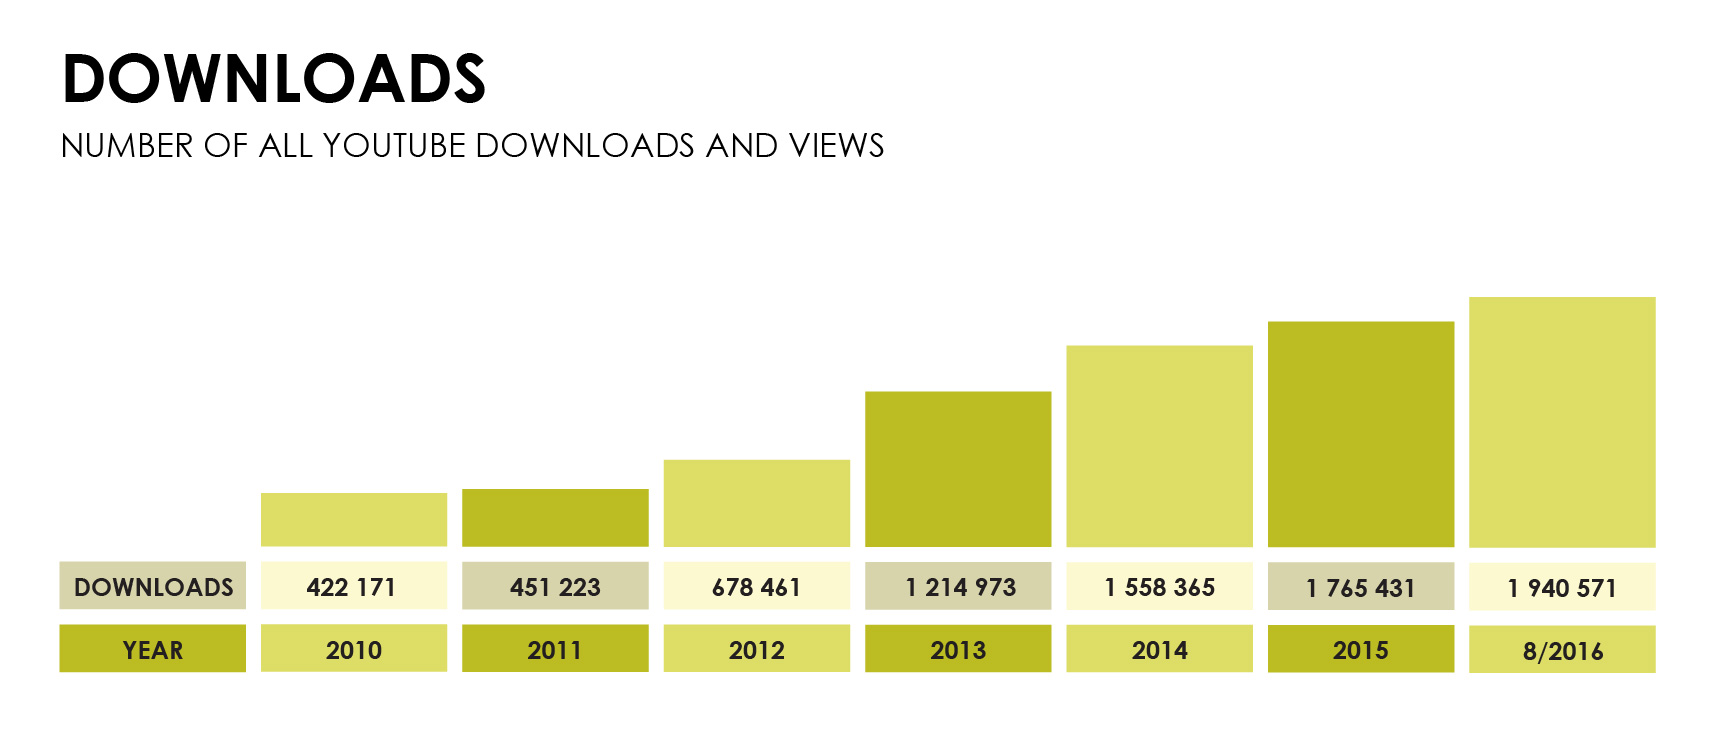 DOWNLOADS
NUMBER OF ALL YOUTUBE DOWNLOADS AND VIEWS
DOWNLOADS 422 171 451 223 678 461 1 214 973 1 558 365 1 765 431 1 940 571
YEAR 2010 2011 2012 2013 2014 2015 8/2016